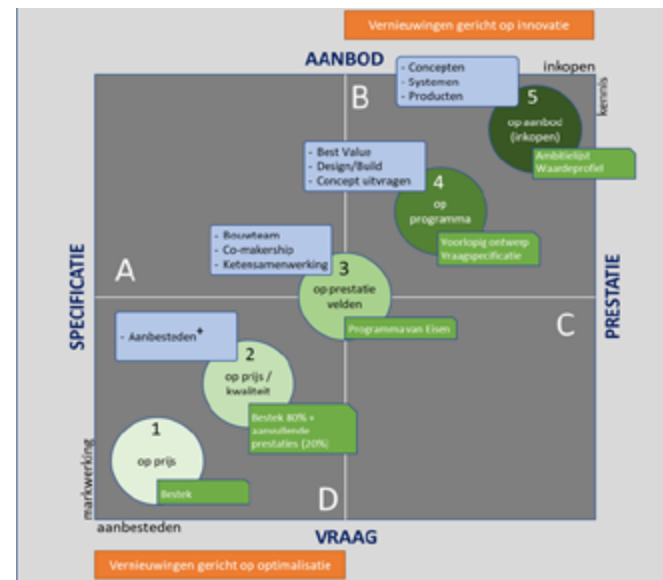 Vernieuwingen gericht op innovatie
AANBOD
inkopen
kennis
B
- Concepten
- Systemen
- Producten
5
op aanbod
(inkopen)
Ambitielijst
Waardeprofiel
- Best Value
- Design/Build
- Concept uitvragen
4
op
programma
Voorlopig ontwerp
Vraagspecificatie
SPECIFICATIE
PRESTATIE
A
- Bouwteam
- Co-makership
- Ketensamenwerking
3
op prestatie
velden
Programma van Eisen
C
- Aanbesteden+
2
op prijs /
kwaliteit
Bestek 80% +
aanvullende
prestaties (20%)
1
op prijs
Bestek
D
markwerking
aanbesteden
VRAAG
Vernieuwingen gericht op optimalisatie